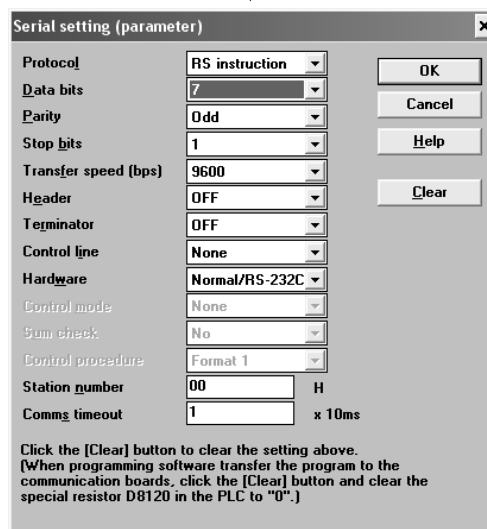 Serial setting (parameter)
Protocol RS instruction OK
Data bits 7
Cancel
Parity Odd
Stop bits 1 Help
Transfer speed (bps) 9600
Header OFF Clear
Terminator OFF
Control line None
Hardware Normal/RS-232C
Control mode None
Sum check No
Control procedure Format 1
Station number 00 H
Comms timeout 1 x 10ms
Click the [Clear] button to clear the setting above.
(When programming software transfer the program to the
communication boards, click the [Clear] button and clear the
special resistor D8120 in the PLC to "0".)